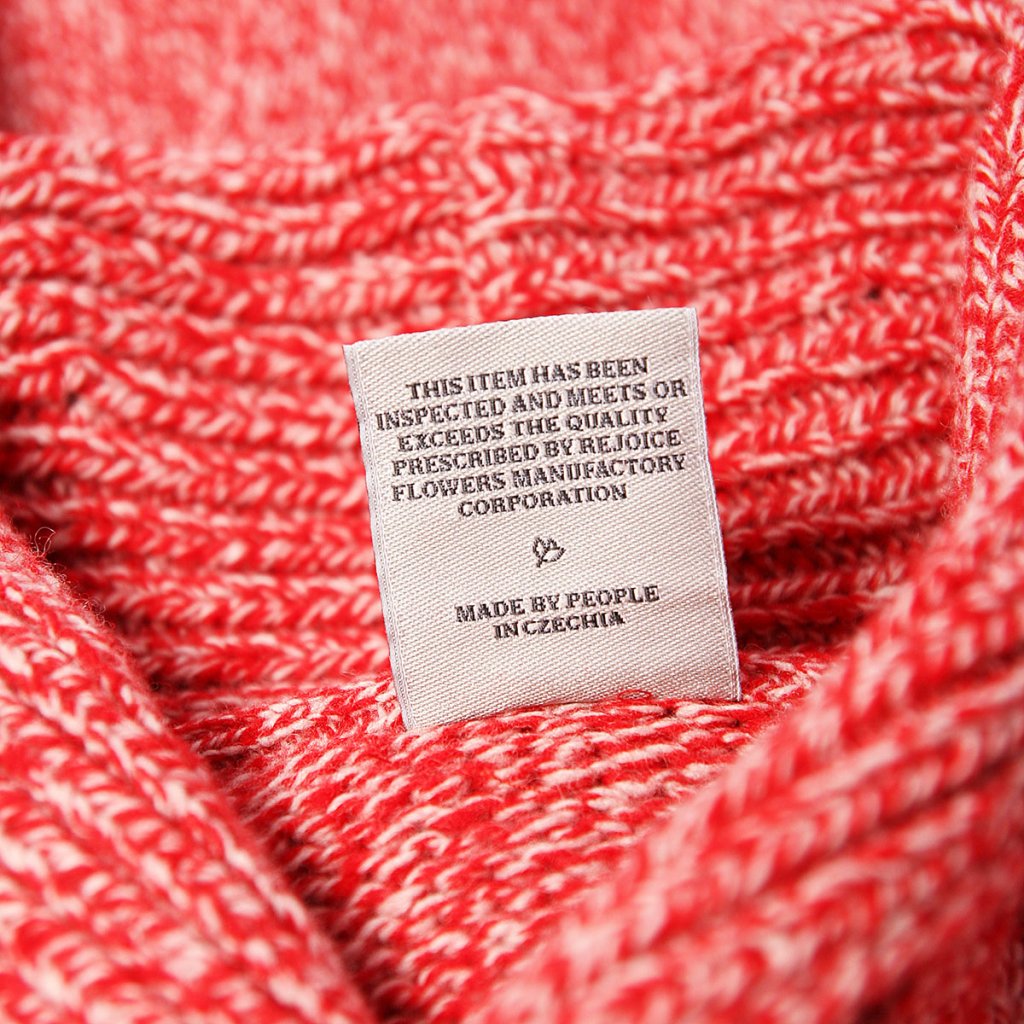 THIS ITEM HAS BEEN
INSPECTED AND MEETS OR
EXCEEDS THE QUALITY
PRESCRIBED BY REJOICE
FLOWERS MANUFACTORY
CORPORATION
MADE BY PEOPLE
IN CZECHIA